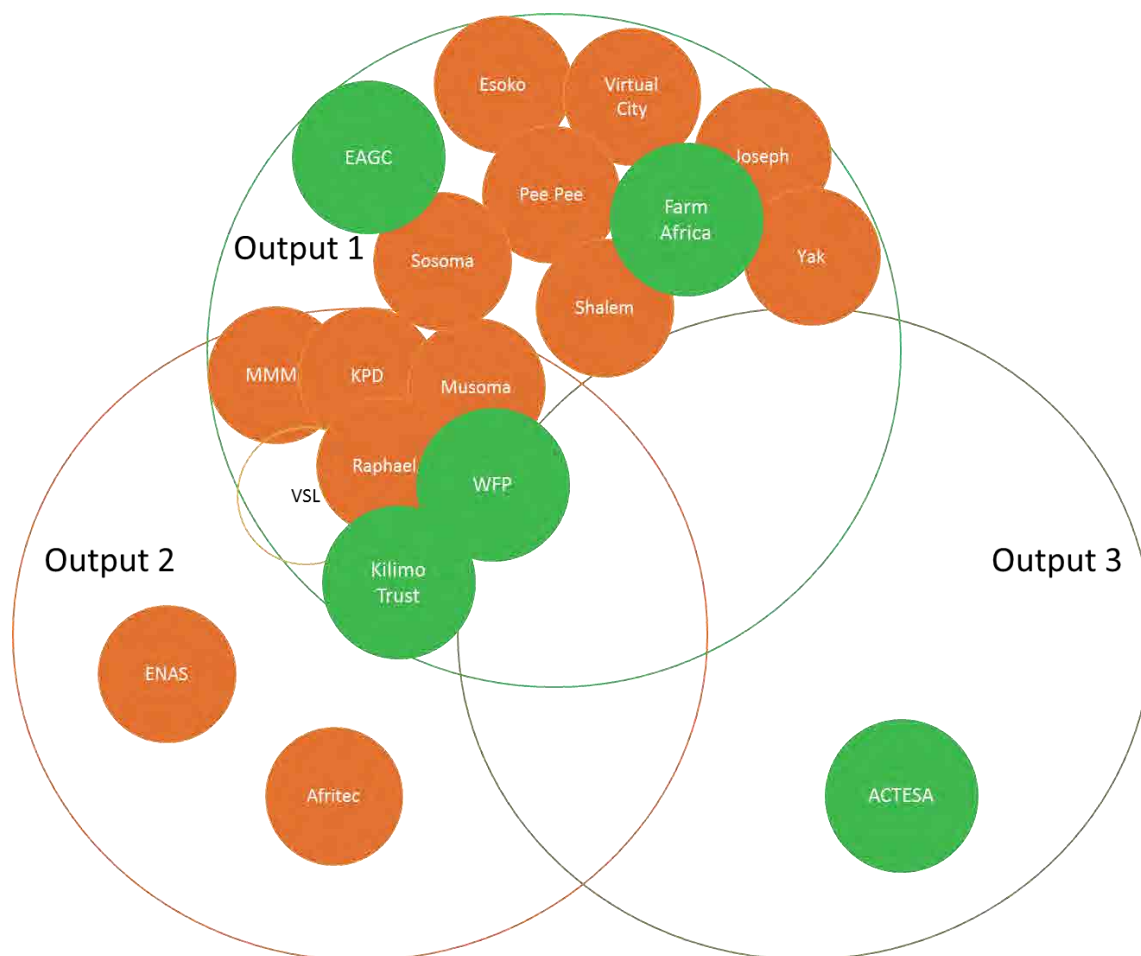 Esoko
Virtual
City
EAGC
Joseph
Pee Pee
Farm
Africa
Output 1
Sosoma
Yak
Shalem
MMM
KPD
Musoma
Raphael
WFP
VSL
Output 2
Output 3
Kilimo
Trust
ENAS
Afritec
ACTESA